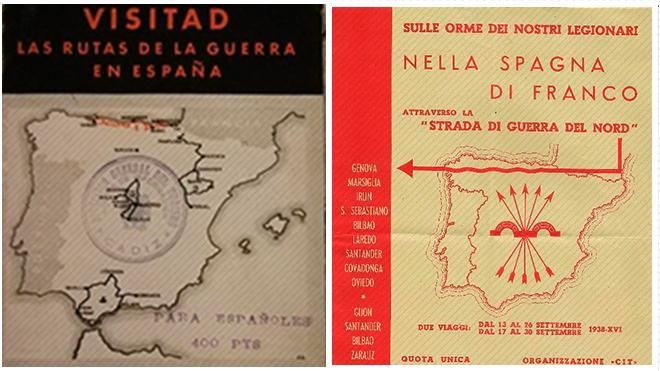 VISITAD
LAS RUTAS DE LA GUERRA
EN ESPAÑA
CADIZ
PARA ESPAÑOLES
400 PTS
SULLE ORME DEI NOSTRI LEGIONARI
NELLA SPAGNA
DI FRANCO
ATTRAVERSO LA
"STRADA DI GUERRA DEL NORD"
GENOVA
MARSIGLIA
IRUN
S. SEBASTIANO
BILBAO
LAREDO
SANTANDER
COVADONGA
OVIEDO
*
GIJON
SANTANDER
BILBAO
ZARAUZ
DUE VIAGGI: DAL 13 AL 26 SETTEMBRE 1938-XVI
DAL 17 AL 30 SETTEMBRE
QUOTA UNICA ORGANIZZAZIONE "CIT"